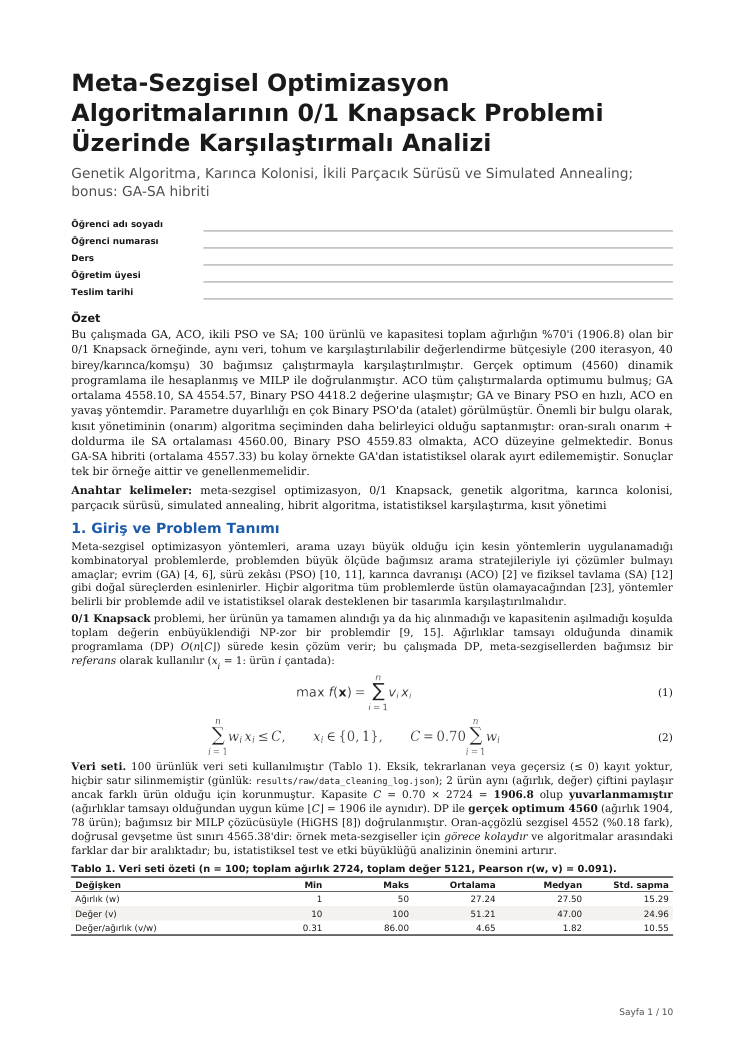 Meta-Sezgisel Optimizasyon
Algoritmalarının 0/1 Knapsack Problemi
Üzerinde Karşılaştırmalı Analizi
Genetik Algoritma, Karınca Kolonisi, İkili Parçacık Sürüsü ve Simulated Annealing;
bonus: GA-SA hibriti
Öğrenci adı soyadı
Öğrenci numarası
Ders
Öğretim üyesi
Teslim tarihi
Özet
Bu çalışmada GA, ACO, ikili PSO ve SA; 100 ürünlü ve kapasitesi toplam ağırlığın %70'i (1906.8) olan bir
0/1 Knapsack örneğinde, aynı veri, tohum ve karşılaştırılabilir değerlendirme bütçesiyle (200 iterasyon, 40
birey/karınca/komşu) 30 bağımsız çalıştırmayla karşılaştırılmıştır. Gerçek optimum (4560) dinamik
programlama ile hesaplanmış ve MILP ile doğrulanmıştır. ACO tüm çalıştırmalarda optimumu bulmuş; GA
ortalama 4558.10, SA 4554.57, Binary PSO 4418.2 değerine ulaşmıştır; GA ve Binary PSO en hızlı, ACO en
yavaş yöntemdir. Parametre duyarlılığı en çok Binary PSO'da (atalet) görülmüştür. Önemli bir bulgu olarak,
kısıt yönetiminin (onarım) algoritma seçiminden daha belirleyici olduğu saptanmıştır: oran-sıralı onarım +
doldurma ile SA ortalaması 4560.00, Binary PSO 4559.83 olmakta, ACO düzeyine gelmektedir. Bonus
GA-SA hibriti (ortalama 4557.33) bu kolay örnekte GA'dan istatistiksel olarak ayırt edilememiştir. Sonuçlar
tek bir örneğe aittir ve genellenmemelidir.
Anahtar kelimeler: meta-sezgisel optimizasyon, 0/1 Knapsack, genetik algoritma, karınca kolonisi,
parçacık sürüsü, simulated annealing, hibrit algoritma, istatistiksel karşılaştırma, kısıt yönetimi
1. Giriş ve Problem Tanımı
Meta-sezgisel optimizasyon yöntemleri, arama uzayı büyük olduğu için kesin yöntemlerin uygulanamadığı
kombinatoryal problemlerde, problemden büyük ölçüde bağımsız arama stratejileriyle iyi çözümler bulmayı
amaçlar; evrim (GA) [4, 6], sürü zekâsı (PSO) [10, 11], karınca davranışı (ACO) [2] ve fiziksel tavlama (SA) [12]
gibi doğal süreçlerden esinlenirler. Hiçbir algoritma tüm problemlerde üstün olamayacağından [23], yöntemler
belirli bir problemde adil ve istatistiksel olarak desteklenen bir tasarımla karşılaştırılmalıdır.
0/1 Knapsack problemi, her ürünün ya tamamen alındığı ya da hiç alınmadığı ve kapasitenin aşılmadığı koşulda
toplam değerin enbüyüklendiği NP-zor bir problemdir [9, 15]. Ağırlıklar tamsayı olduğunda dinamik
programlama (DP) O(n⌊C⌋) sürede kesin çözüm verir; bu çalışmada DP, meta-sezgisellerden bağımsız bir
referans olarak kullanılır (x_i = 1: ürün i çantada):
max f(x) = ∑_{i=1}^{n} v_i x_i (1)
∑_{i=1}^{n} w_i x_i ≤ C, x_i ∈ {0, 1}, C = 0.70 ∑_{i=1}^{n} w_i (2)
Veri seti. 100 ürünlük veri seti kullanılmıştır (Tablo 1). Eksik, tekrarlanan veya geçersiz (≤ 0) kayıt yoktur,
hiçbir satır silinmemiştir (günlük: results/raw/data_cleaning_log.json); 2 ürün aynı (ağırlık, değer) çiftini paylaşır
ancak farklı ürün olduğu için korunmuştur. Kapasite C = 0.70 × 2724 = 1906.8 olup yuvarlanmamıştır
(ağırlıklar tamsayı olduğundan uygun küme ⌊C⌋ = 1906 ile aynıdır). DP ile gerçek optimum 4560 (ağırlık 1904,
78 ürün); bağımsız bir MILP çözücüsüyle (HiGHS [8]) doğrulanmıştır. Oran-açgözlü sezgisel 4552 (%0.18 fark),
doğrusal gevşetme üst sınırı 4565.38'dir: örnek meta-sezgiseller için görece kolaydır ve algoritmalar arasındaki
farklar dar bir aralıktadır; bu, istatistiksel test ve etki büyüklüğü analizinin önemini artırır.
Tablo 1. Veri seti özeti (n = 100; toplam ağırlık 2724, toplam değer 5121, Pearson r(w, v) = 0.091).
Değişken Min Maks Ortalama Medyan Std. sapma
Ağırlık (w) 1 50 27.24 27.50 15.29
Değer (v) 10 100 51.21 47.00 24.96
Değer/ağırlık (v/w) 0.31 86.00 4.65 1.82 10.55
Sayfa 1 / 10